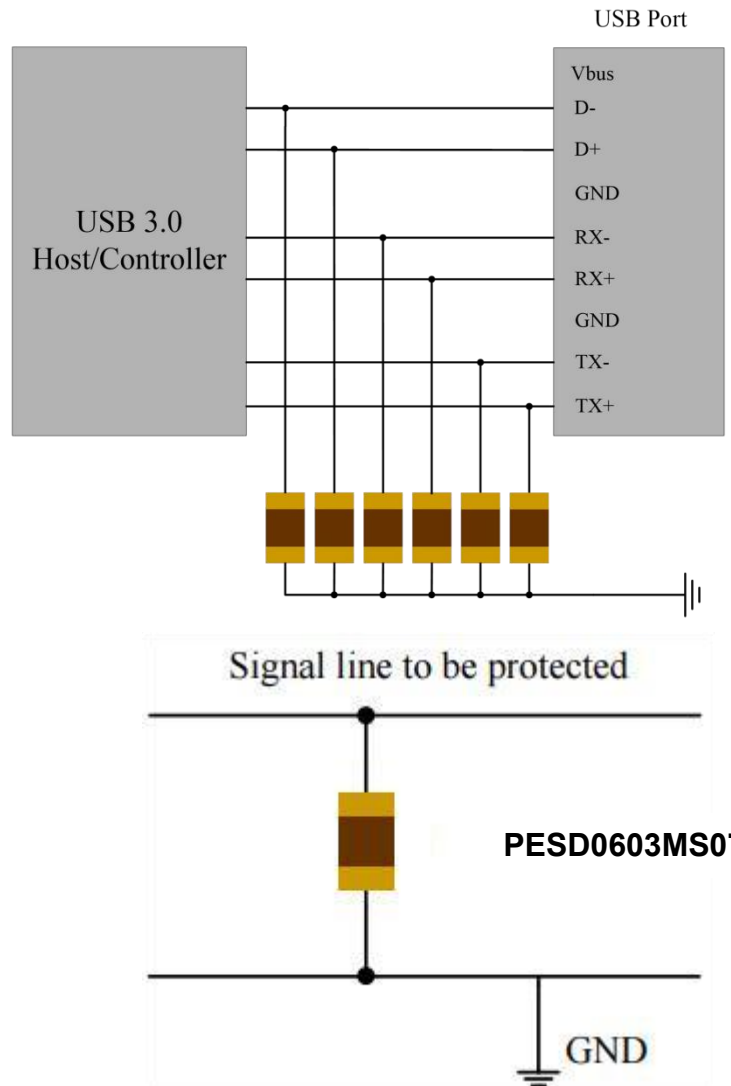 USB Port
Vbus
D-
D+
GND
USB 3.0
Host/Controller
RX-
RX+
GND
TX-
TX+
Signal line to be protected
PESD0603MS0
GND